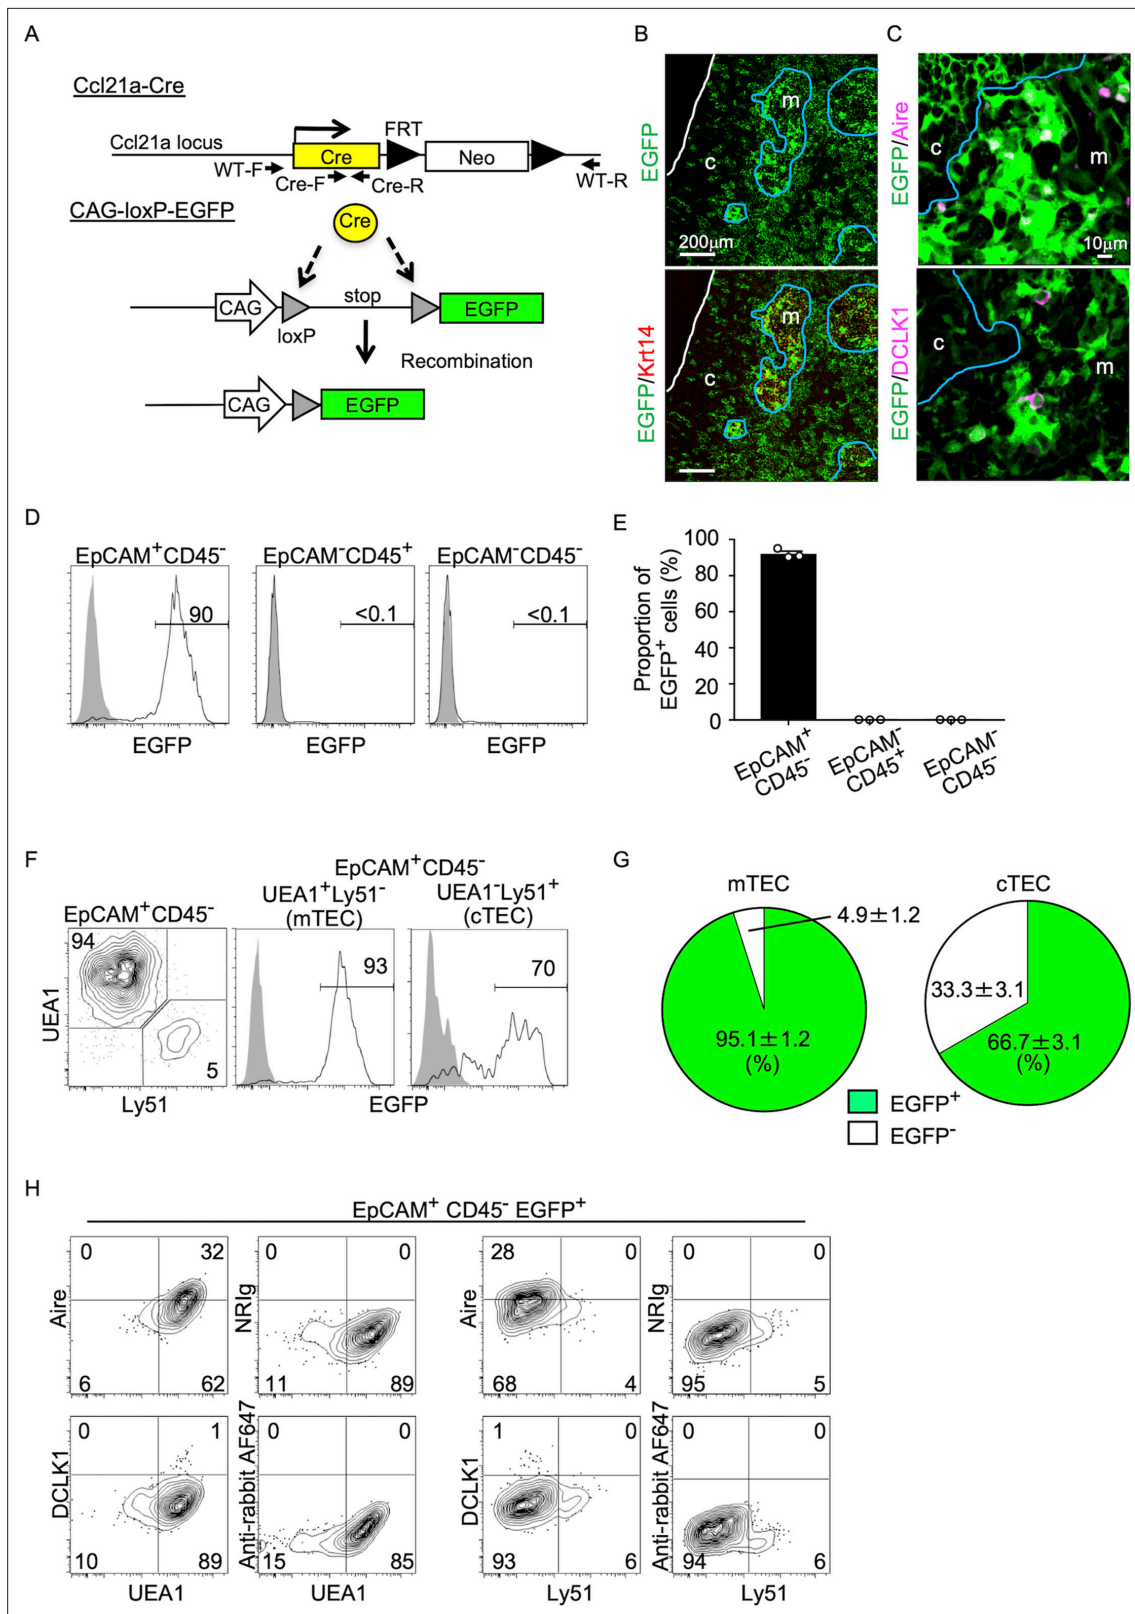 A
Ccl21a-Cre
Ccl21a locus
FRT
Cre
Neo
WT-F
Cre-F
Cre-R
WT-R
CAG-loxP-EGFP
Cre
CAG
stop
EGFP
loxP
Recombination
CAG
EGFP
B
EGFP
m
c
200μm
EGFP/Krt14
m
c
C
EGFP/Aire
c
m
10μm
EGFP/DCLK1
c
m
D
EpCAM⁺CD45⁻
EpCAM⁻CD45⁺
EpCAM⁻CD45⁻
90
<0.1
<0.1
EGFP
EGFP
EGFP
E
Proportion of
EGFP⁺ cells (%)
100
80
60
40
20
0
EpCAM⁺
CD45⁻
EpCAM⁻
CD45⁺
EpCAM⁻
CD45⁻
F
EpCAM⁺CD45⁻
EpCAM⁺CD45⁻
UEA1⁺Ly51⁻
(mTEC)
UEA1⁻Ly51⁺
(cTEC)
94
93
70
UEA1
5
Ly51
EGFP
G
mTEC
cTEC
4.9±1.2
95.1±1.2
(%)
33.3±3.1
66.7±3.1
(%)
EGFP⁺
EGFP⁻
H
EpCAM⁺ CD45⁻ EGFP⁺
0 32
Aire
6 62
0 0
NRIg
11 89
28 0
Aire
68 4
0 0
NRIg
95 5
0 1
DCLK1
10 89
UEA1
0 0
Anti-rabbit AF647
15 85
UEA1
1 0
DCLK1
93 6
Ly51
0 0
Anti-rabbit AF647
94 6
Ly51